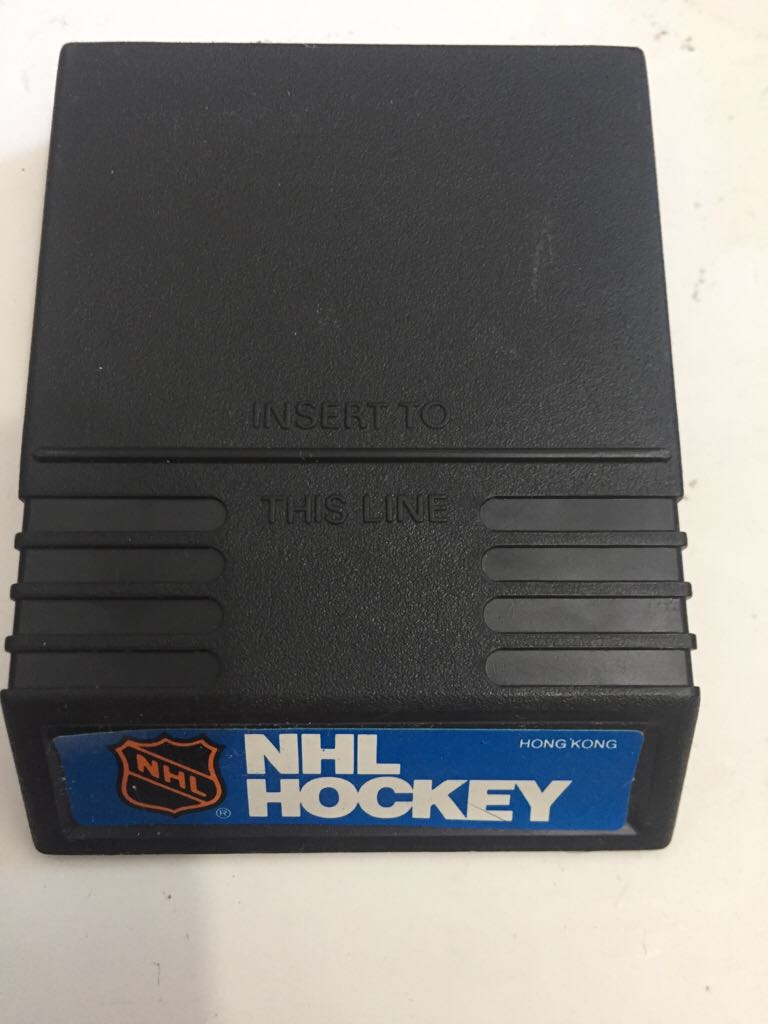 INSERT TO
THIS LINE
NHL
NHL
HOCKEY
®
HONG KONG